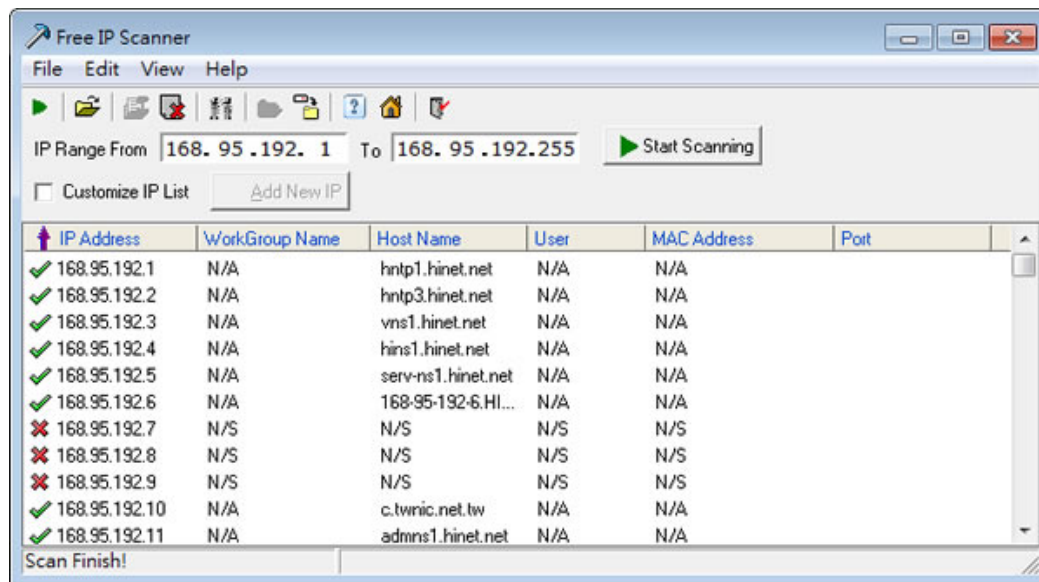 Free IP Scanner
File Edit View Help
IP Range From 168. 95 .192. 1 To 168. 95 .192.255 Start Scanning
Customize IP List Add New IP
IP Address WorkGroup Name Host Name User MAC Address Port
168.95.192.1 N/A hntp1.hinet.net N/A N/A
168.95.192.2 N/A hntp3.hinet.net N/A N/A
168.95.192.3 N/A vns1.hinet.net N/A N/A
168.95.192.4 N/A hins1.hinet.net N/A N/A
168.95.192.5 N/A serv-ns1.hinet.net N/A N/A
168.95.192.6 N/A 168-95-192-6.HI... N/A N/A
168.95.192.7 N/S N/S N/S N/S
168.95.192.8 N/S N/S N/S N/S
168.95.192.9 N/S N/S N/S N/S
168.95.192.10 N/A c.twnic.net.tw N/A N/A
168.95.192.11 N/A admns1.hinet.net N/A N/A
Scan Finish!